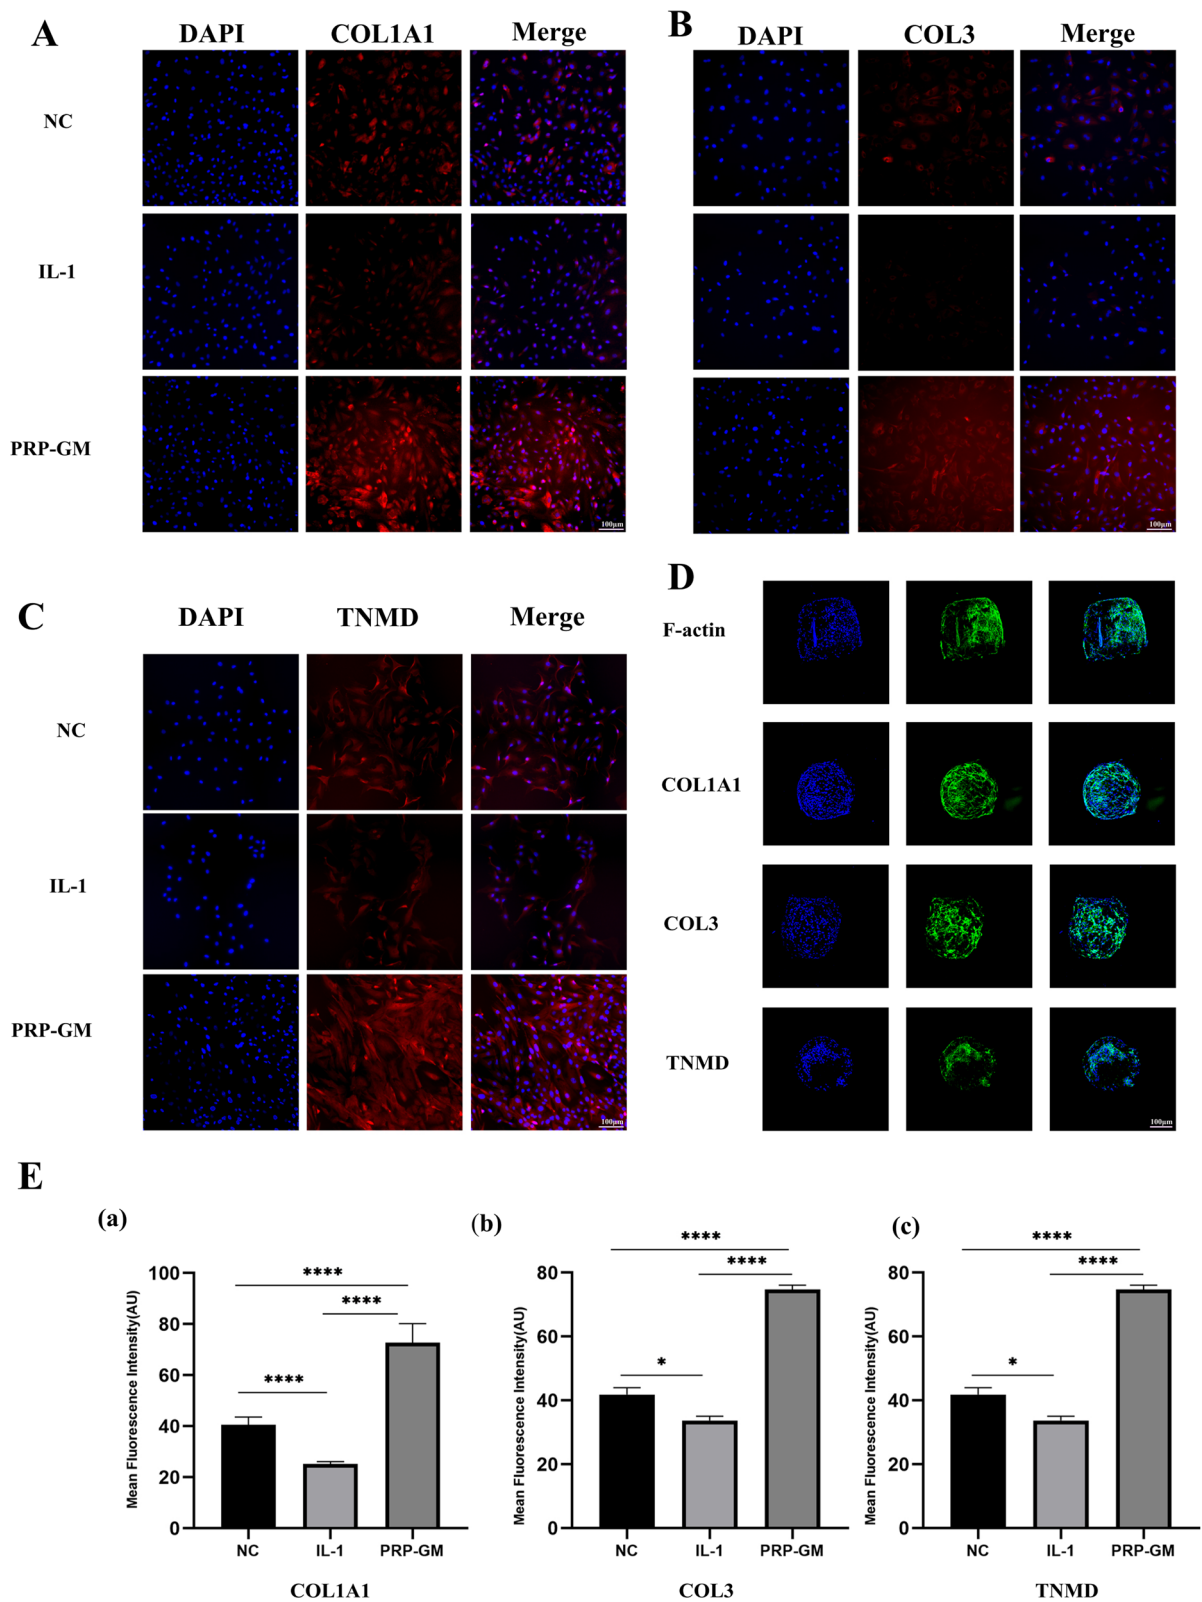 A
DAPI COL1A1 Merge
NC
IL-1
PRP-GM
100μm
B
DAPI COL3 Merge
100μm
C
DAPI TNMD Merge
NC
IL-1
PRP-GM
100μm
D
F-actin
COL1A1
COL3
TNMD
100μm
E
(a)
Mean Fluorescence Intensity(AU)
100
80
60
40
20
0
****
****
****
NC IL-1 PRP-GM
COL1A1
(b)
Mean Fluorescence Intensity(AU)
80
60
40
20
0
****
****
*
NC IL-1 PRP-GM
COL3
(c)
Mean Fluorescence Intensity(AU)
80
60
40
20
0
****
****
*
NC IL-1 PRP-GM
TNMD